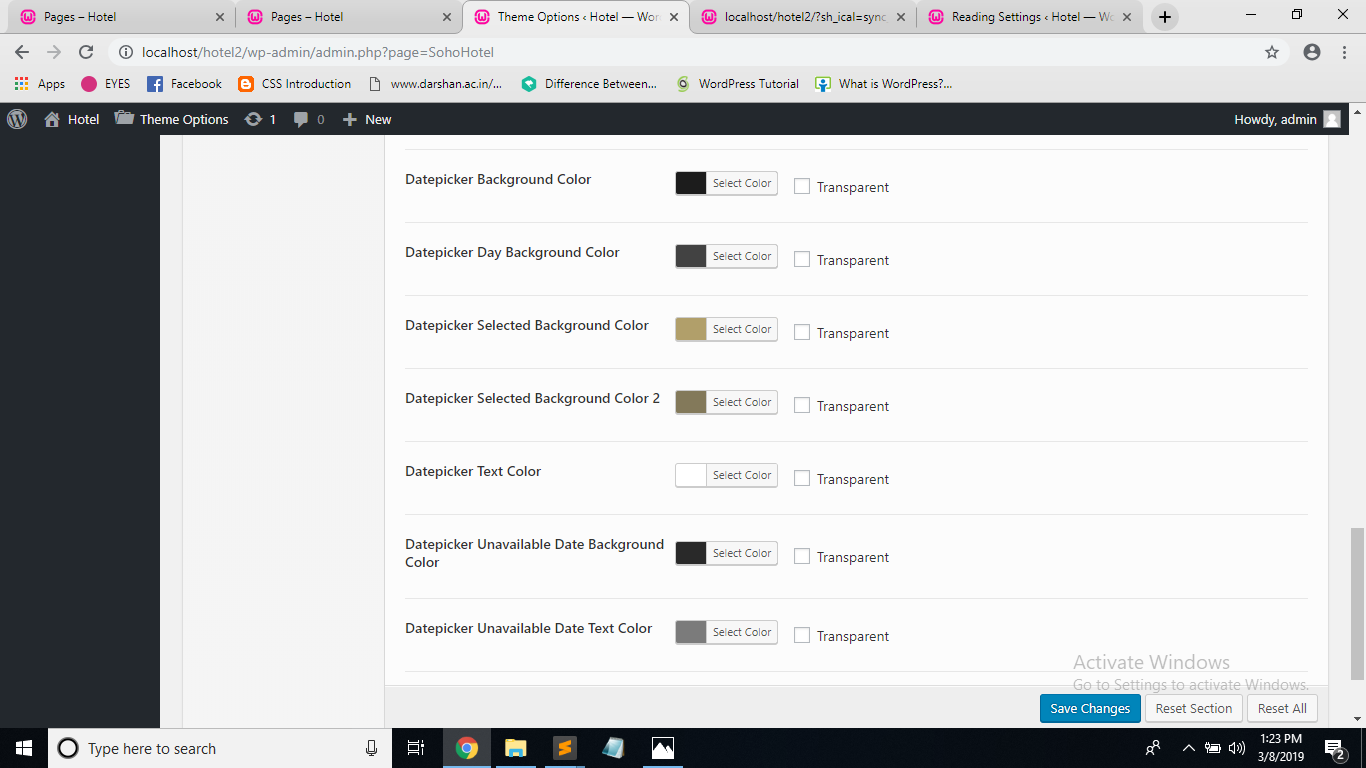 Pages – Hotel
Pages – Hotel
Theme Options ‹ Hotel — Wor
localhost/hotel2/?sh_ical=sync
Reading Settings ‹ Hotel — Wo
localhost/hotel2/wp-admin/admin.php?page=SohoHotel
Apps
EYES
Facebook
CSS Introduction
www.darshan.ac.in/...
Difference Between...
WordPress Tutorial
What is WordPress?...
Hotel
Theme Options
1
0
New
Howdy, admin
Datepicker Background Color
Select Color
Transparent
Datepicker Day Background Color
Select Color
Transparent
Datepicker Selected Background Color
Select Color
Transparent
Datepicker Selected Background Color 2
Select Color
Transparent
Datepicker Text Color
Select Color
Transparent
Datepicker Unavailable Date Background
Color
Select Color
Transparent
Datepicker Unavailable Date Text Color
Select Color
Transparent
Activate Windows
Go to Settings to activate Windows.
Save Changes
Reset Section
Reset All
Type here to search
1:23 PM
3/8/2019
2